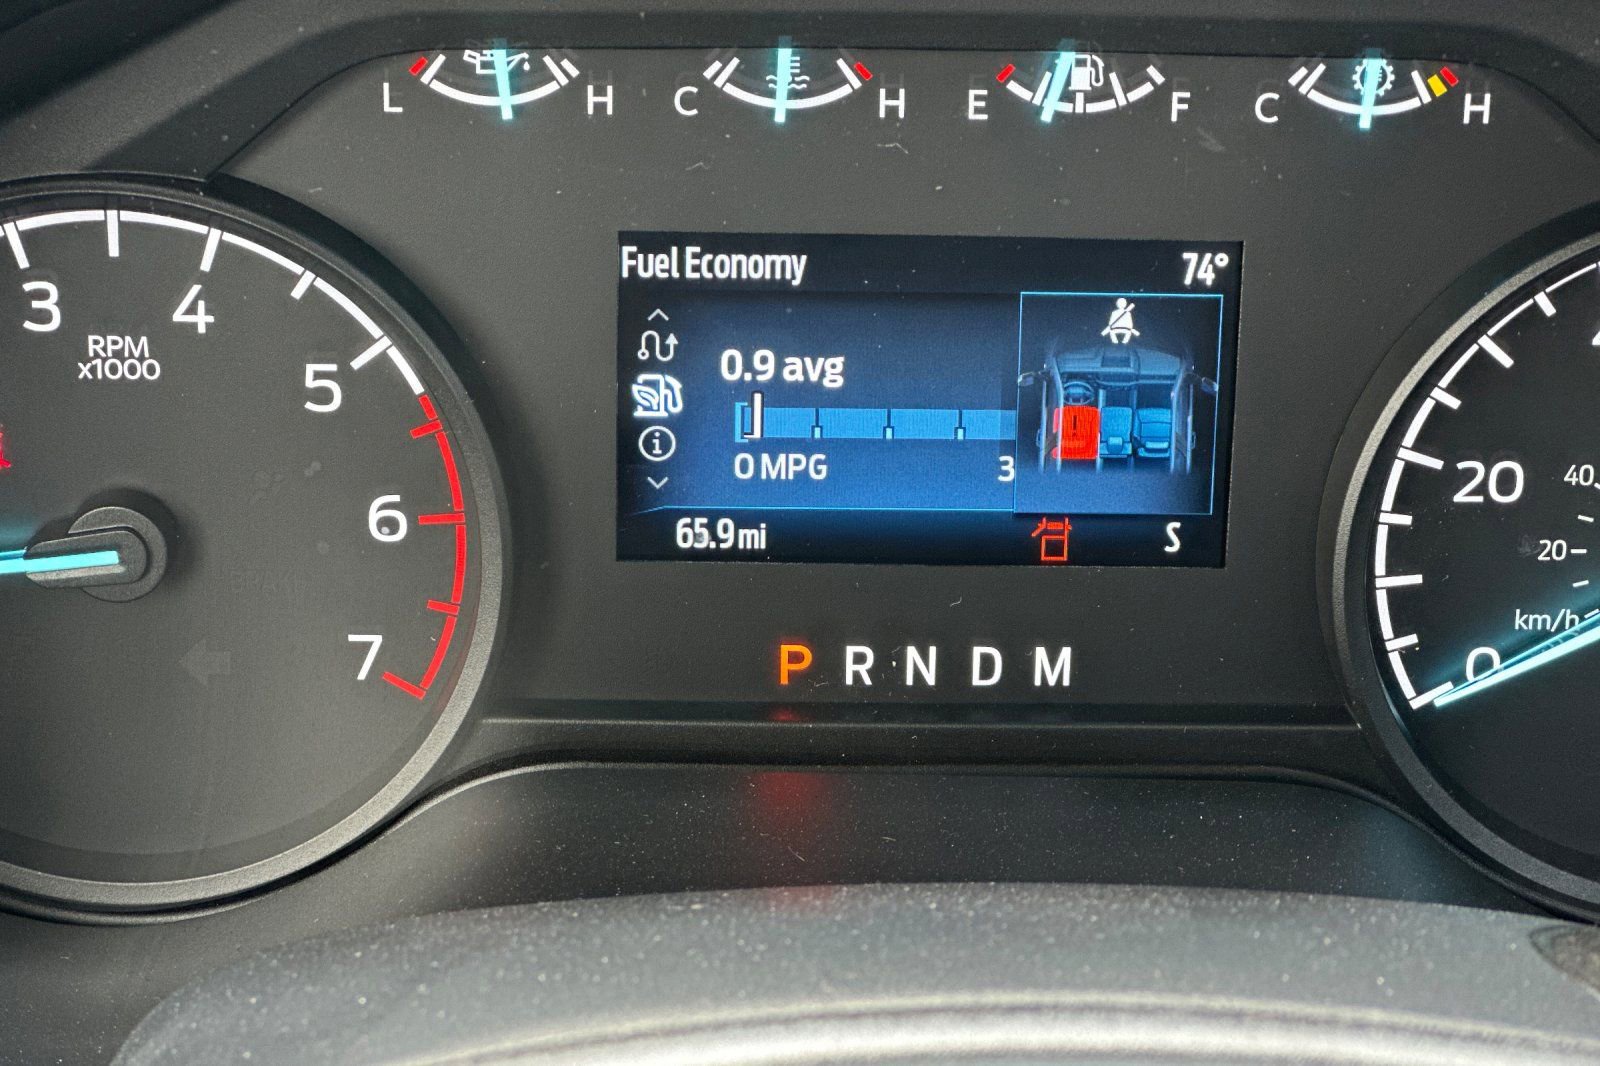 L H C H E F C H
Fuel Economy 74°
3 4 5 6 7
RPM
x1000
0.9 avg
0 MPG 3
65.9 mi S
P R N D M
20
40
20
km/h
0